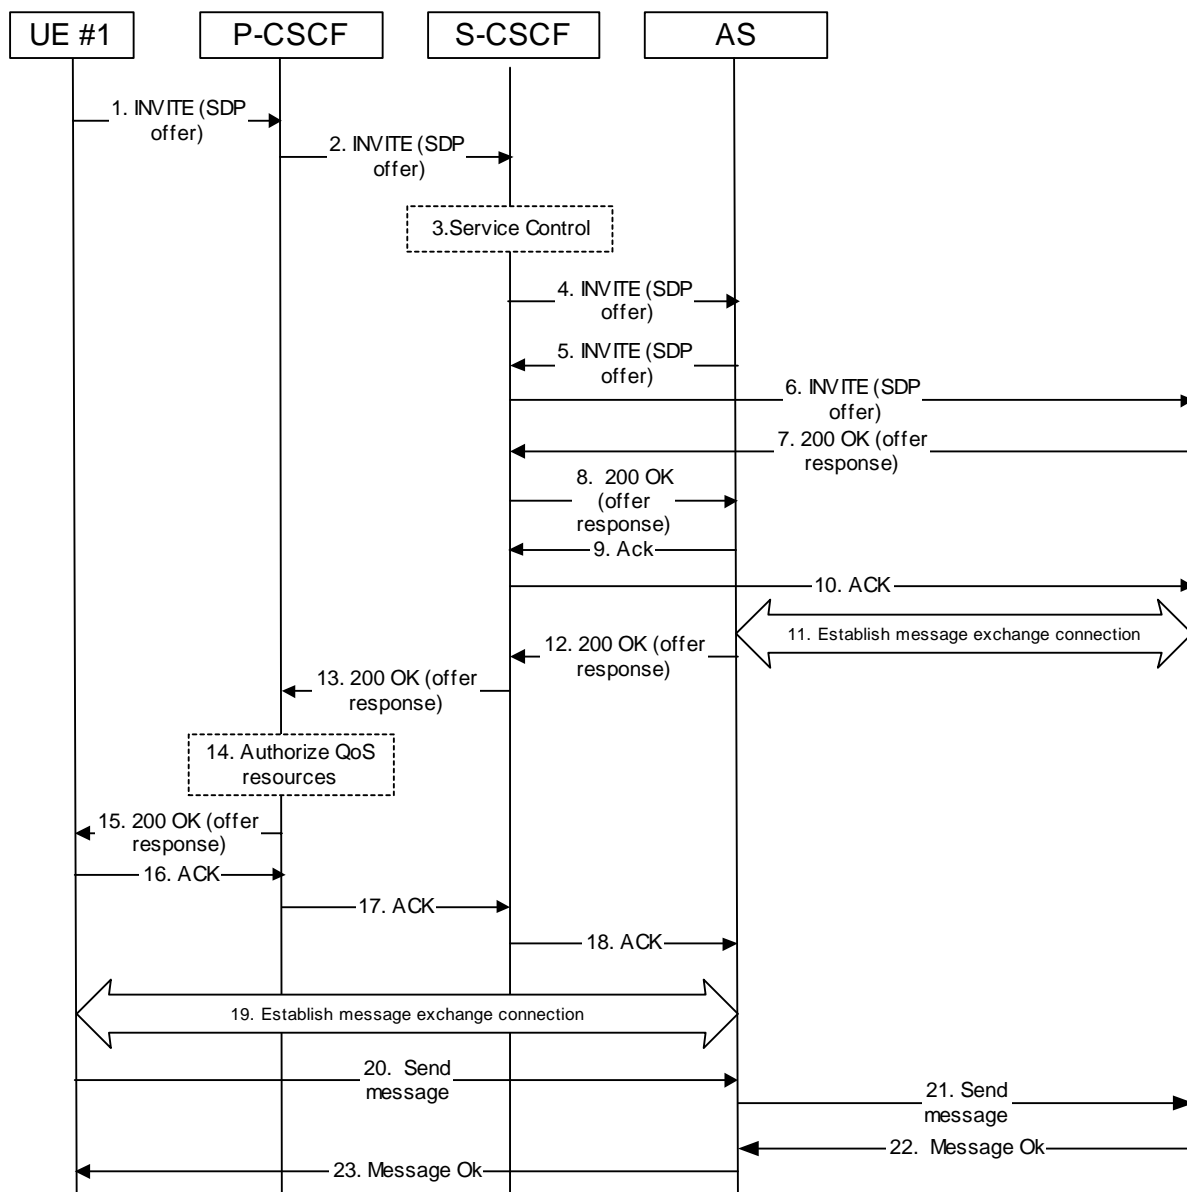 UE #1
P-CSCF
S-CSCF
AS
1. INVITE (SDP
offer)
2. INVITE (SDP
offer)
3.Service Control
4. INVITE (SDP
offer)
5. INVITE (SDP
offer)
6. INVITE (SDP
offer)
7. 200 OK (offer
response)
8.  200 OK
(offer
response)
9. Ack
10. ACK
11. Establish message exchange connection
12. 200 OK (offer
response)
13. 200 OK (offer
response)
14. Authorize QoS
resources
15. 200 OK (offer
response)
16. ACK
17. ACK
18. ACK
19. Establish message exchange connection
20.  Send
message
21. Send
message
22.  Message Ok
23. Message Ok